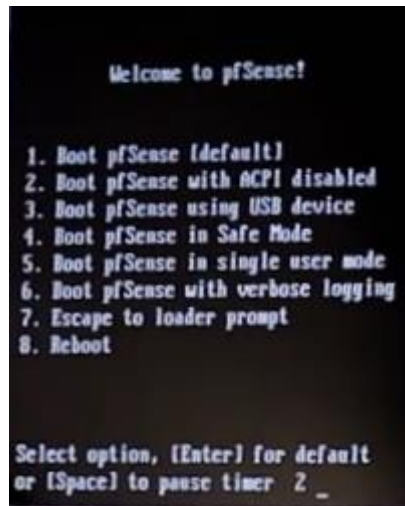 Welcome to pfSense!
1. Boot pfSense [default]
2. Boot pfSense with ACPI disabled
3. Boot pfSense using USB device
4. Boot pfSense in Safe Mode
5. Boot pfSense in single user mode
6. Boot pfSense with verbose logging
7. Escape to loader prompt
8. Reboot
Select option, [Enter] for default
or [Space] to pause timer 2 _